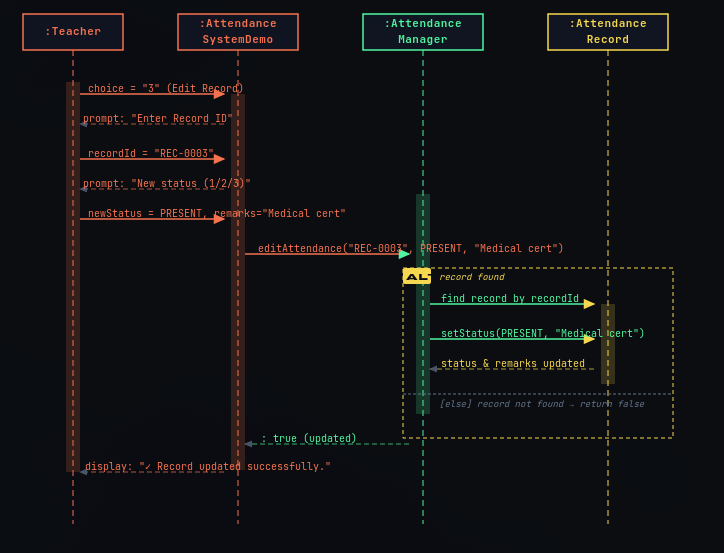 :Teacher
:Attendance
SystemDemo
:Attendance
Manager
:Attendance
Record
choice = "3" (Edit Record)
prompt: "Enter Record ID"
recordId = "REC-0003"
prompt: "New status (1/2/3)"
newStatus = PRESENT, remarks="Medical cert"
editAttendance("REC-0003", PRESENT, "Medical cert")
ALT
record found
find record by recordId
setStatus(PRESENT, "Medical cert")
status & remarks updated
[else] record not found → return false
: true (updated)
display: "✓ Record updated successfully."